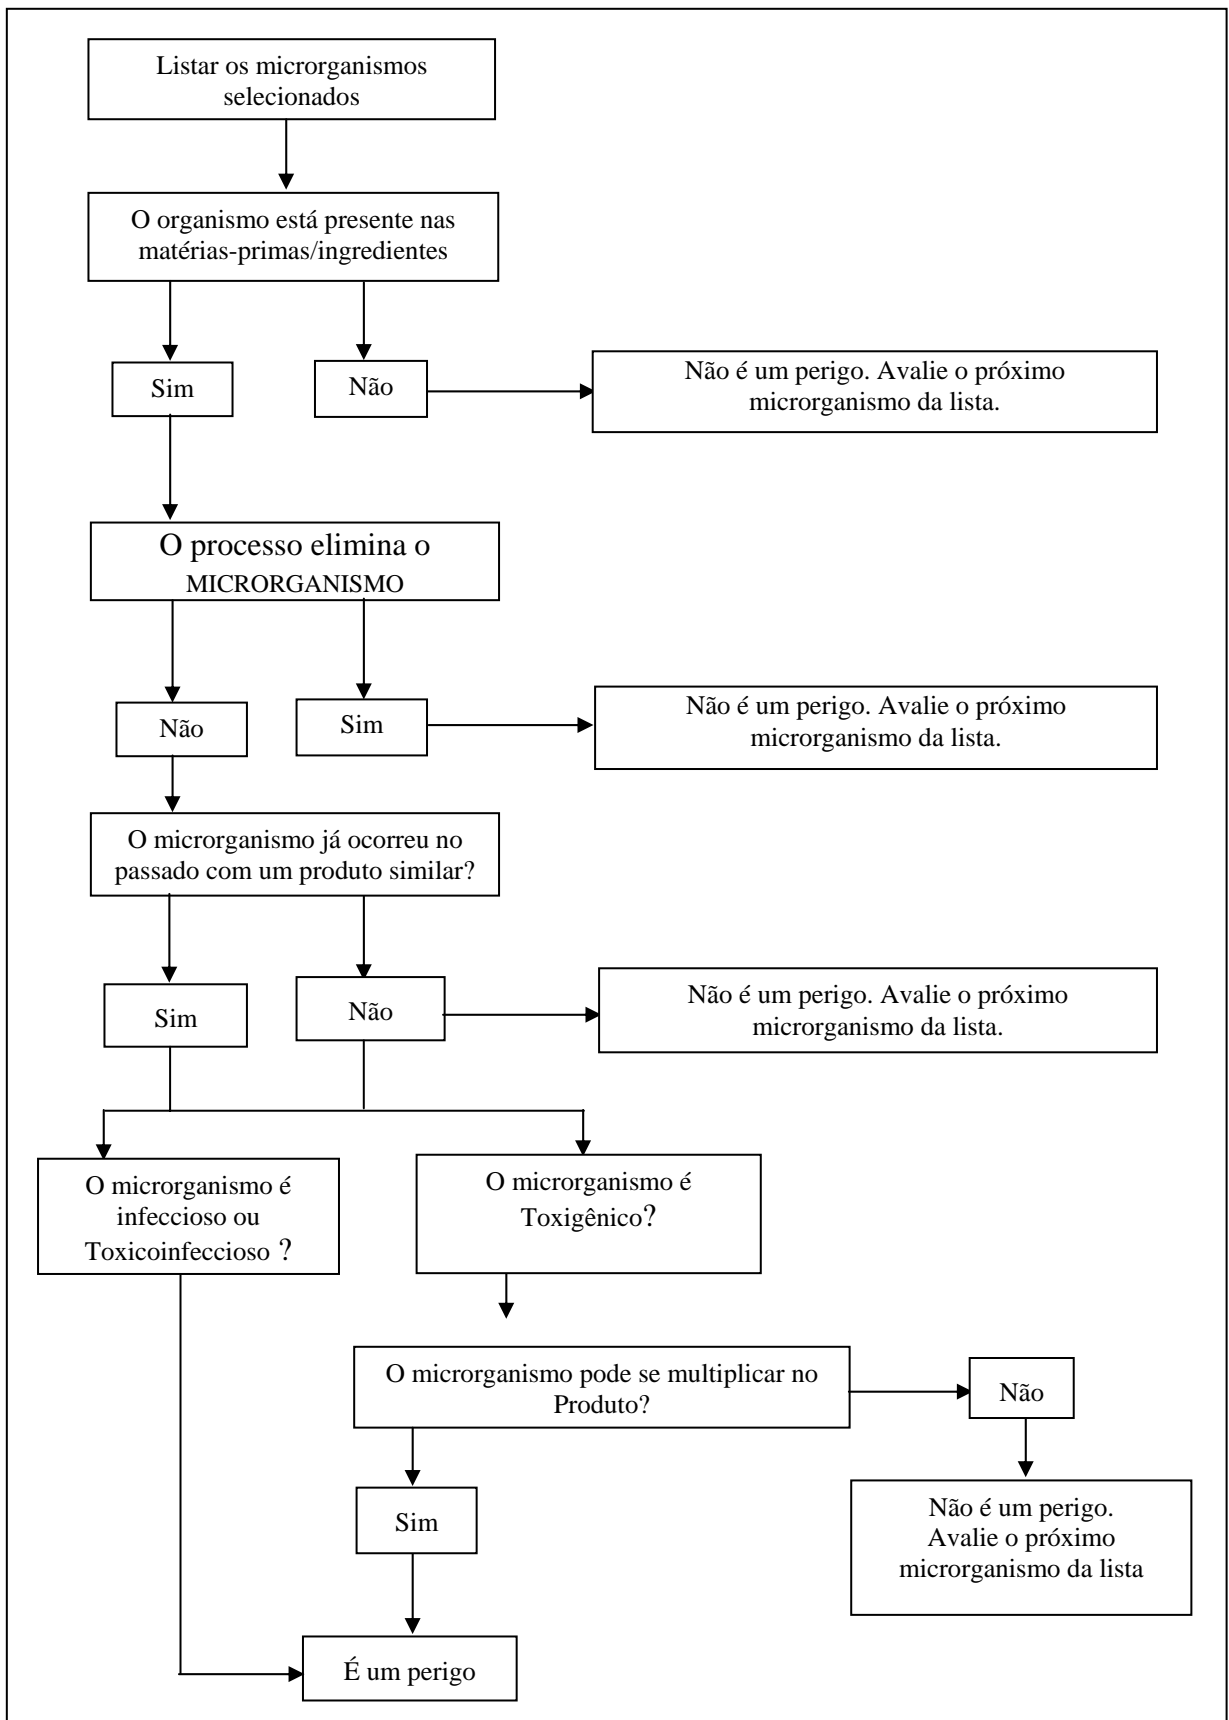 Listar os microrganismos
selecionados
O organismo está presente nas
matérias-primas/ingredientes
Sim
Não
Não é um perigo. Avalie o próximo
microrganismo da lista.
O processo elimina o
MICRORGANISMO
Não
Sim
Não é um perigo. Avalie o próximo
microrganismo da lista.
O microrganismo já ocorreu no
passado com um produto similar?
Sim
Não
Não é um perigo. Avalie o próximo
microrganismo da lista.
O microrganismo é
infeccioso ou
Toxicoinfeccioso ?
O microrganismo é
Toxigênico?
O microrganismo pode se multiplicar no
Produto?
Não
Sim
Não é um perigo.
Avalie o próximo
microrganismo da lista
É um perigo